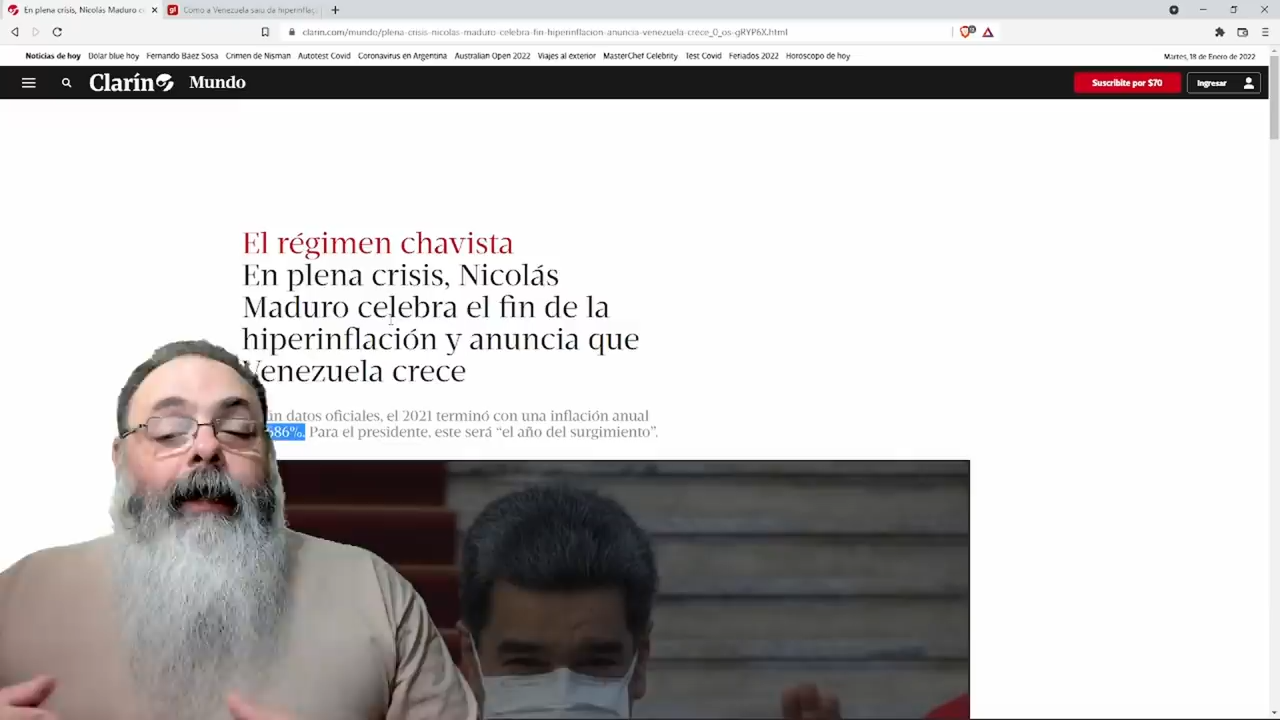 En plena crisis, Nicolás Maduro ce
Como a Venezuela saiu da hiperinflaç
clarin.com/mundo/plena-crisis-nicolas-maduro-celebra-fin-hiperinflacion-anuncia-venezuela-crece_0_os-gRYP6X.html
Noticias de hoy Dolar blue hoy Fernando Báez Sosa Crimen de Nisman Autotest Covid Coronavirus en Argentina Australian Open 2022 Viajes al exterior MasterChef Celebrity Test Covid Feriados 2022 Horoscopo de hoy Martes, 18 de Enero de 2022
Clarín Mundo Suscribite por $70 Ingresar
El régimen chavista
En plena crisis, Nicolás
Maduro celebra el fin de la
hiperinflación y anuncia que
Venezuela crece
datos oficiales, el 2021 terminó con una inflación anual
686%. Para el presidente, este será “el año del surgimiento”.